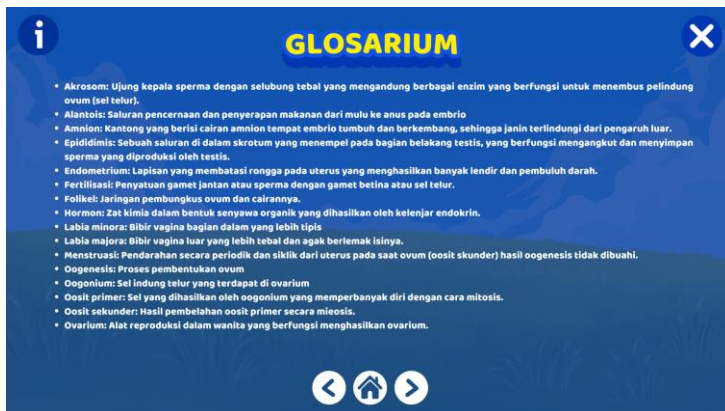 i
GLOSARIUM
X
• Akrosom: Ujung kepala sperma dengan selubung tebal yang mengandung berbagai enzim yang berfungsi untuk menembus pelindung
ovum (sel telur).
• Alantois: Saluran pencernaan dan penyerapan makanan dari mulu ke anus pada embrio
• Amnion: Kantong yang berisi cairan amnion tempat embrio tumbuh dan berkembang, sehingga janin terlindungi dari pengaruh luar.
• Epididimis: Sebuah saluran di dalam skrotum yang menempel pada bagian belakang testis, yang berfungsi mengangkut dan menyimpan
sperma yang diproduksi oleh testis.
• Endometrium: Lapisan yang membatasi rongga pada uterus yang menghasilkan banyak lendir dan pembuluh darah.
• Fertilisasi: Penyatuan gamet jantan atau sperma dengan gamet betina atau sel telur.
• Folikel: Jaringan pembungkus ovum dan cairannya.
• Hormon: Zat kimia dalam bentuk senyawa organik yang dihasilkan oleh kelenjar endokrin.
• Labia minora: Bibir vagina bagian dalam yang lebih tipis
• Labia majora: Bibir vagina luar yang lebih tebal dan agak berlemak isinya.
• Menstruasi: Pendarahan secara periodik dan siklik dari uterus pada saat ovum (oosit skunder) hasil oogenesis tidak dibuahi.
• Oogenesis: Proses pembentukan ovum
• Oogonium: Sel indung telur yang terdapat di ovarium
• Oosit primer: Sel yang dihasilkan oleh oogonium yang memperbanyak diri dengan cara mitosis.
• Oosit sekunder: Hasil pembelahan oosit primer secara mieosis.
• Ovarium: Alat reproduksi dalam wanita yang berfungsi menghasilkan ovarium.